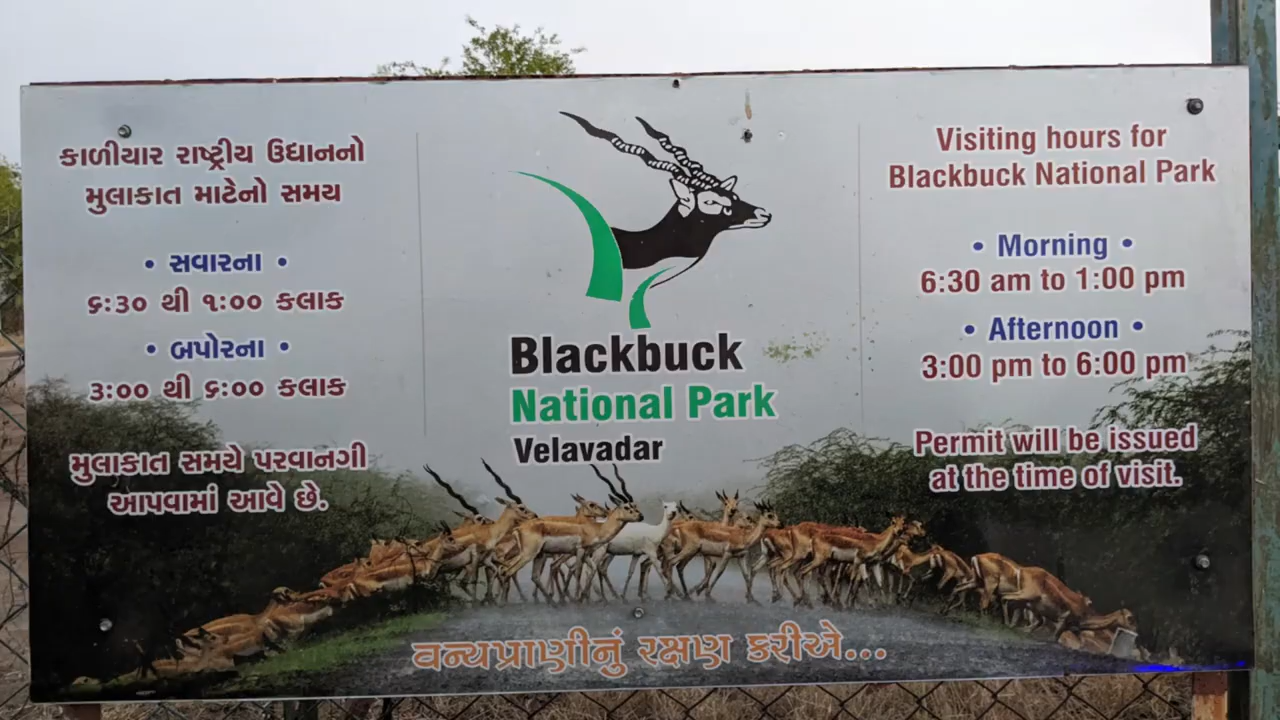 કાળીયાર રાષ્ટ્રીય ઉધાનનો
મુલાકાત માટેનો સમય
• સવારના •
૬:૩૦ થી ૧:૦૦ કલાક
• બપોરના •
૩:૦૦ થી ૬:૦૦ કલાક
મુલાકાત સમયે પરવાનગી
આપવામાં આવે છે.
Blackbuck
National Park
Velavadar
Visiting hours for
Blackbuck National Park
• Morning •
6:30 am to 1:00 pm
• Afternoon •
3:00 pm to 6:00 pm
Permit will be issued
at the time of visit.
વન્યપ્રાણીનું રક્ષણ કરીએ...